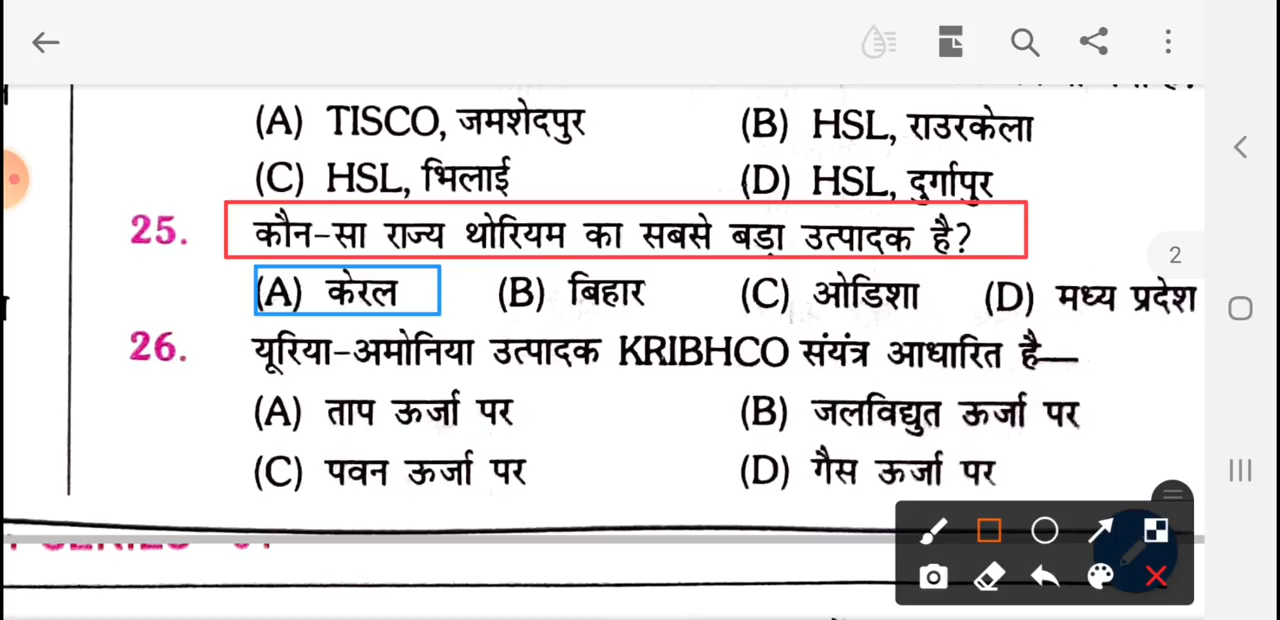 (A) TISCO, जमशेदपुर (B) HSL, राउरकेला
(C) HSL, भिलाई (D) HSL, दुर्गापुर
25. कौन-सा राज्य थोरियम का सबसे बड़ा उत्पादक है?
2
(A) केरल (B) बिहार (C) ओडिशा (D) मध्य प्रदेश
26. यूरिया-अमोनिया उत्पादक KRIBHCO संयंत्र आधारित है—
(A) ताप ऊर्जा पर (B) जलविद्युत ऊर्जा पर
(C) पवन ऊर्जा पर (D) गैस ऊर्जा पर